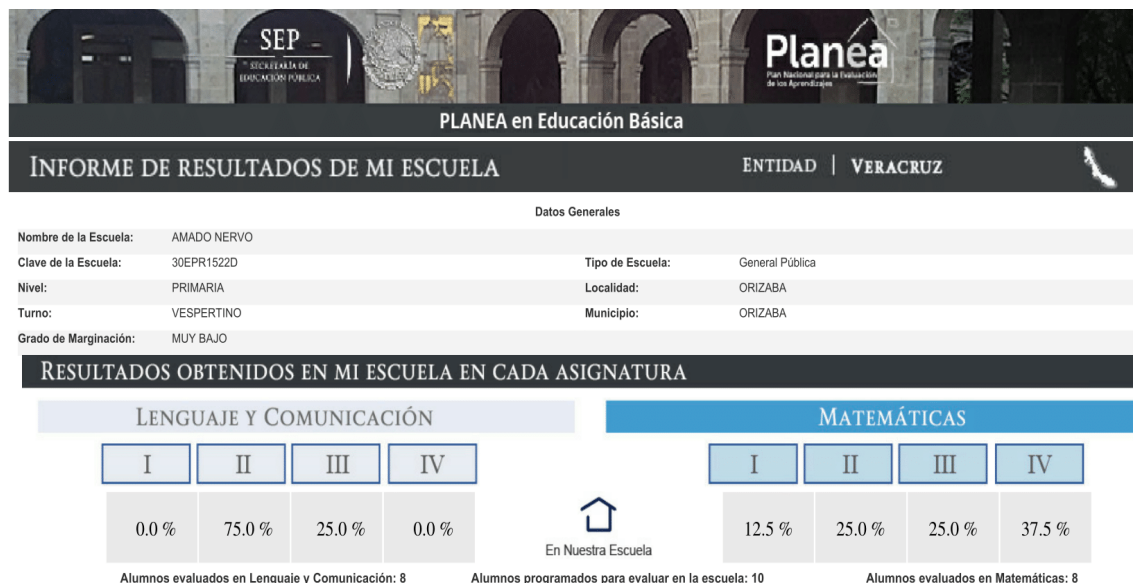 SEP
SECRETARÍA DE
EDUCACIÓN PÚBLICA
Planea
Plan Nacional para la Evaluación
de los Aprendizajes
PLANEA en Educación Básica
INFORME DE RESULTADOS DE MI ESCUELA ENTIDAD | VERACRUZ
Datos Generales
Nombre de la Escuela: AMADO NERVO
Clave de la Escuela: 30EPR1522D Tipo de Escuela: General Pública
Nivel: PRIMARIA Localidad: ORIZABA
Turno: VESPERTINO Municipio: ORIZABA
Grado de Marginación: MUY BAJO
RESULTADOS OBTENIDOS EN MI ESCUELA EN CADA ASIGNATURA
LENGUAJE Y COMUNICACIÓN MATEMÁTICAS
I II III IV I II III IV
0.0 % 75.0 % 25.0 % 0.0 % 12.5 % 25.0 % 25.0 % 37.5 %
En Nuestra Escuela
Alumnos evaluados en Lenguaje y Comunicación: 8 Alumnos programados para evaluar en la escuela: 10 Alumnos evaluados en Matemáticas: 8